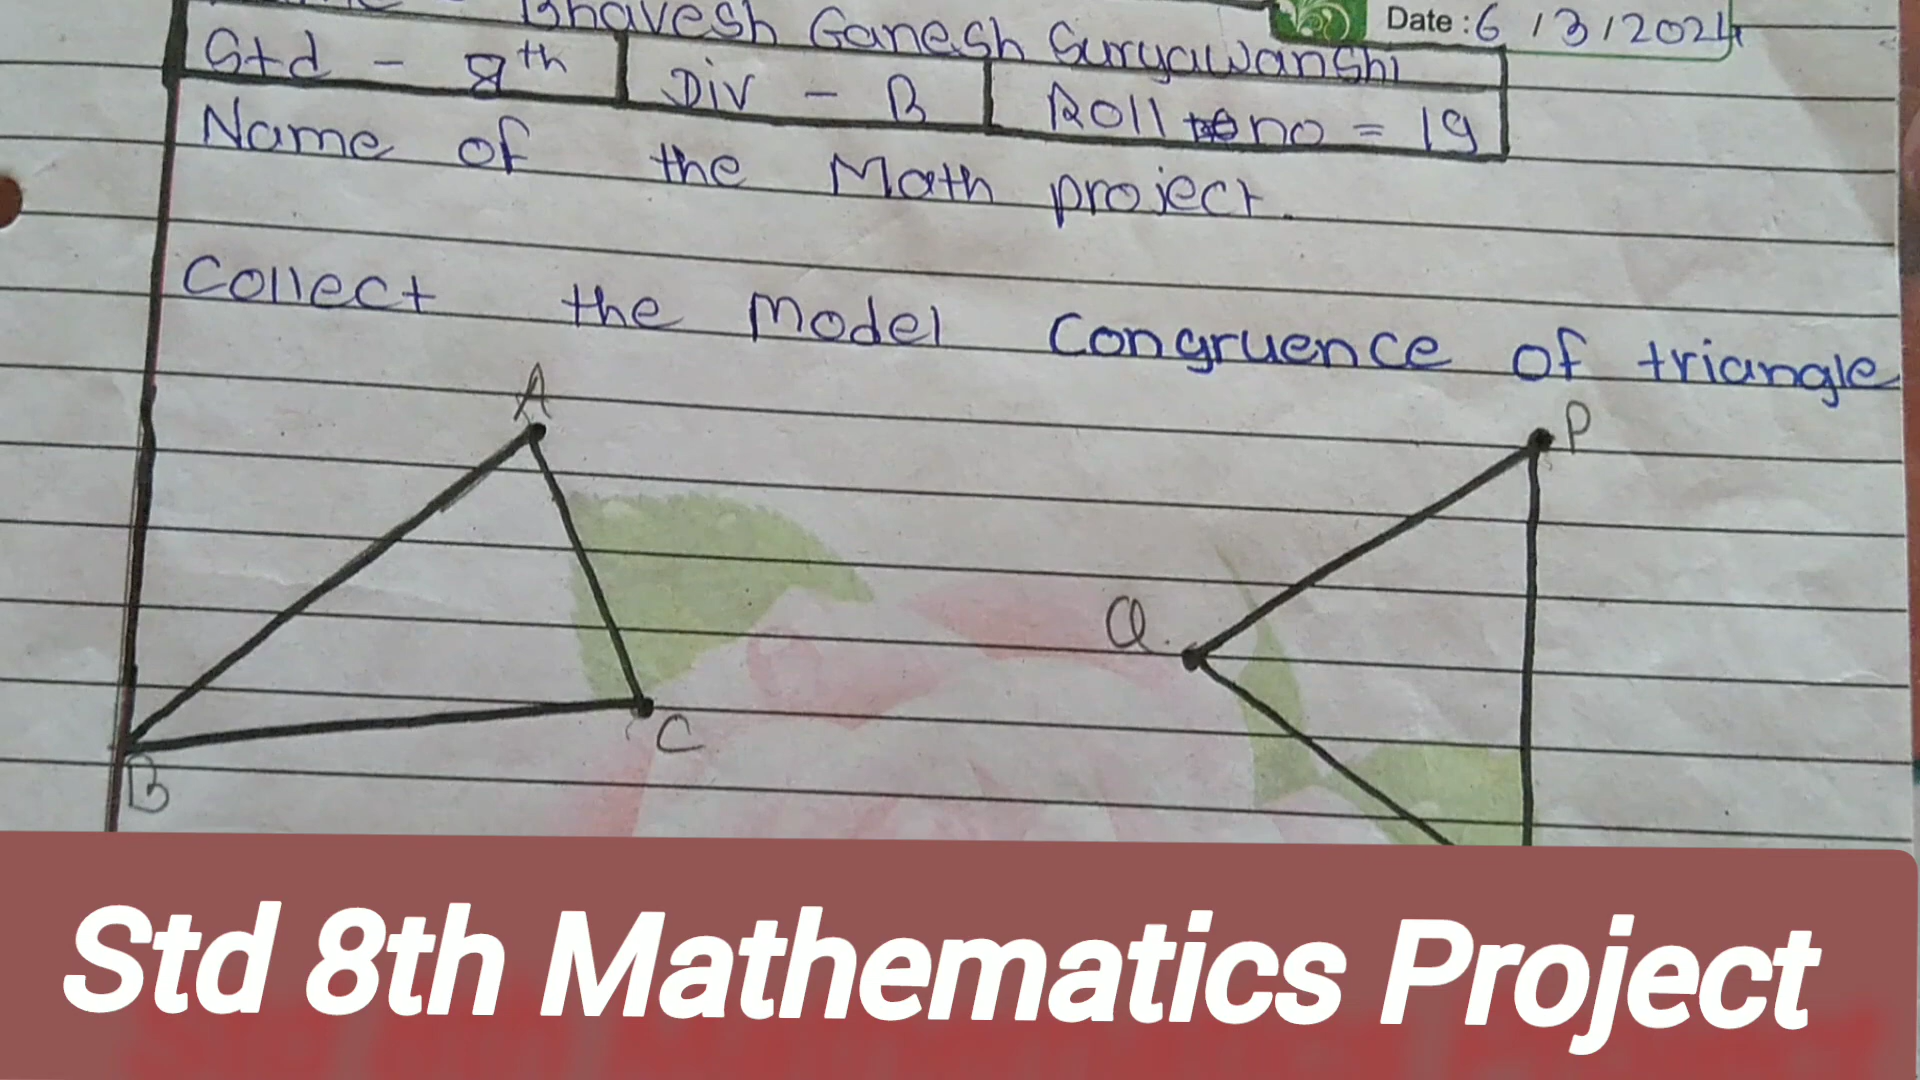 Bhavesh Ganesh Suryawanshi
Date : 6 / 3 / 2024
Std - 8th Div - B Roll no = 19
Name of the Math project.
Collect the Model Congruence of triangle
A
P
Q.
C
B
Std 8th Mathematics Project